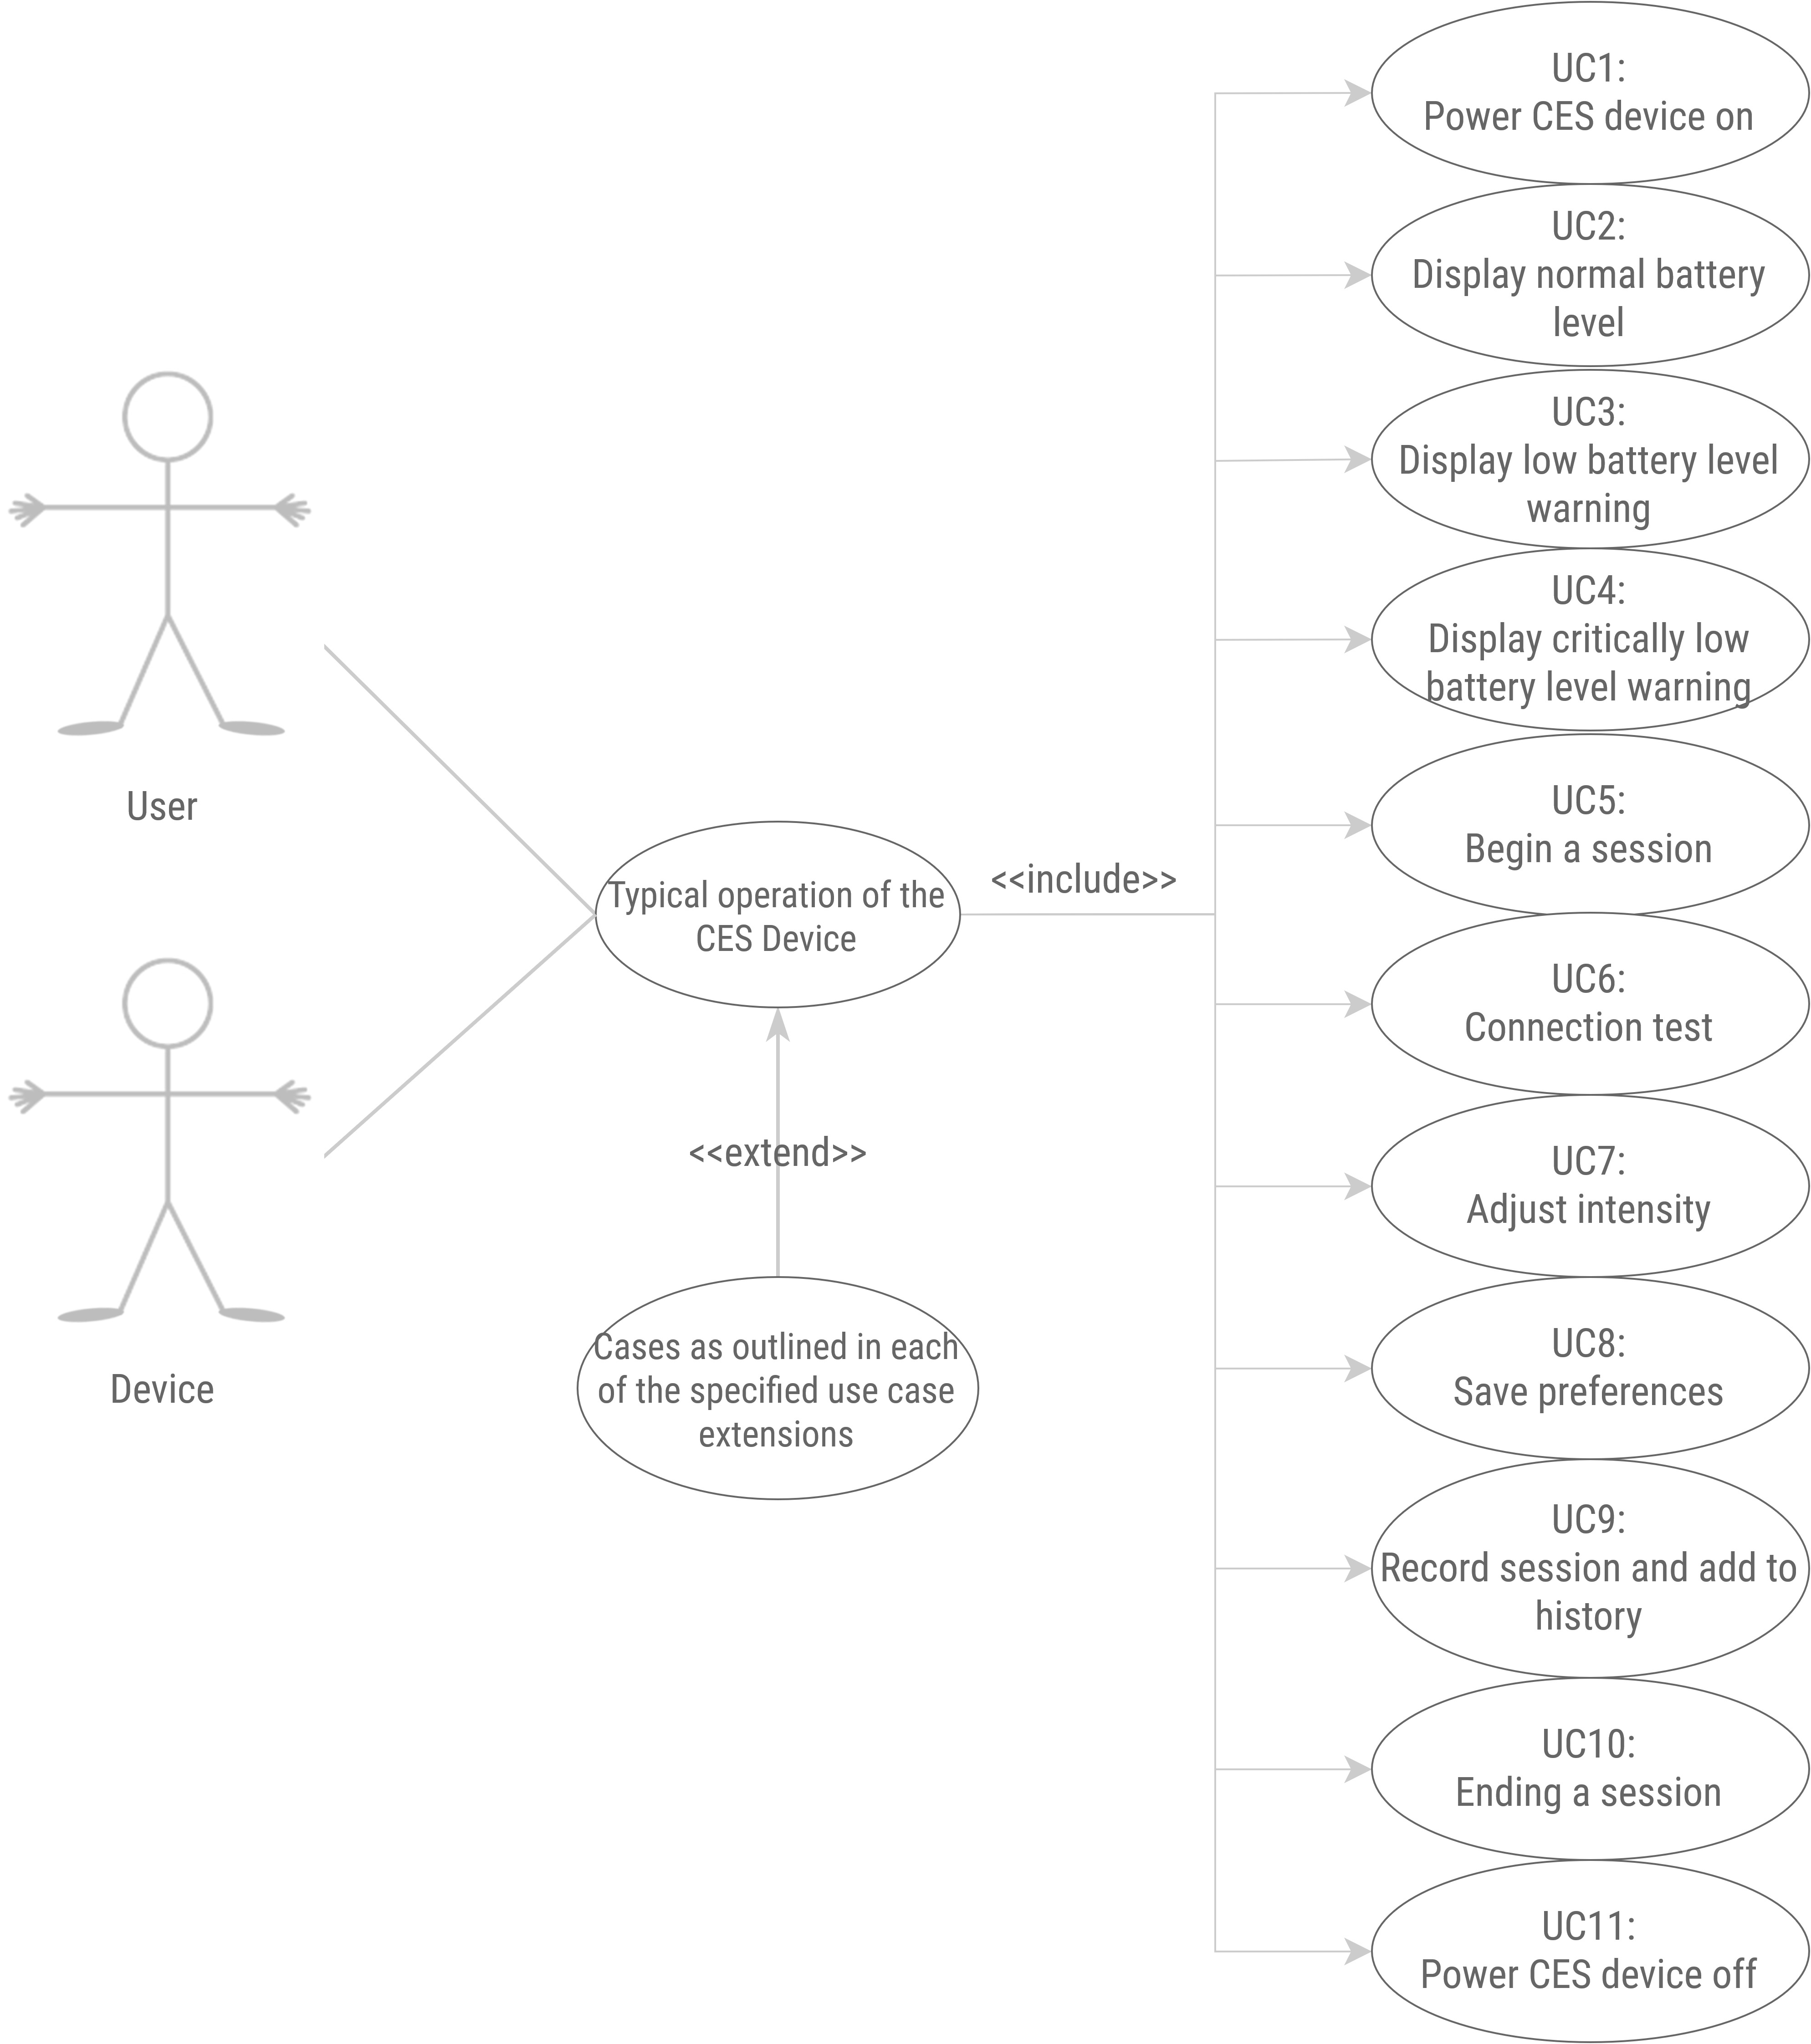 User
Device
Typical operation of the
CES Device
<<include>>
<<extend>>
Cases as outlined in each
of the specified use case
extensions
UC1:
Power CES device on
UC2:
Display normal battery
level
UC3:
Display low battery level
warning
UC4:
Display critically low
battery level warning
UC5:
Begin a session
UC6:
Connection test
UC7:
Adjust intensity
UC8:
Save preferences
UC9:
Record session and add to
history
UC10:
Ending a session
UC11:
Power CES device off